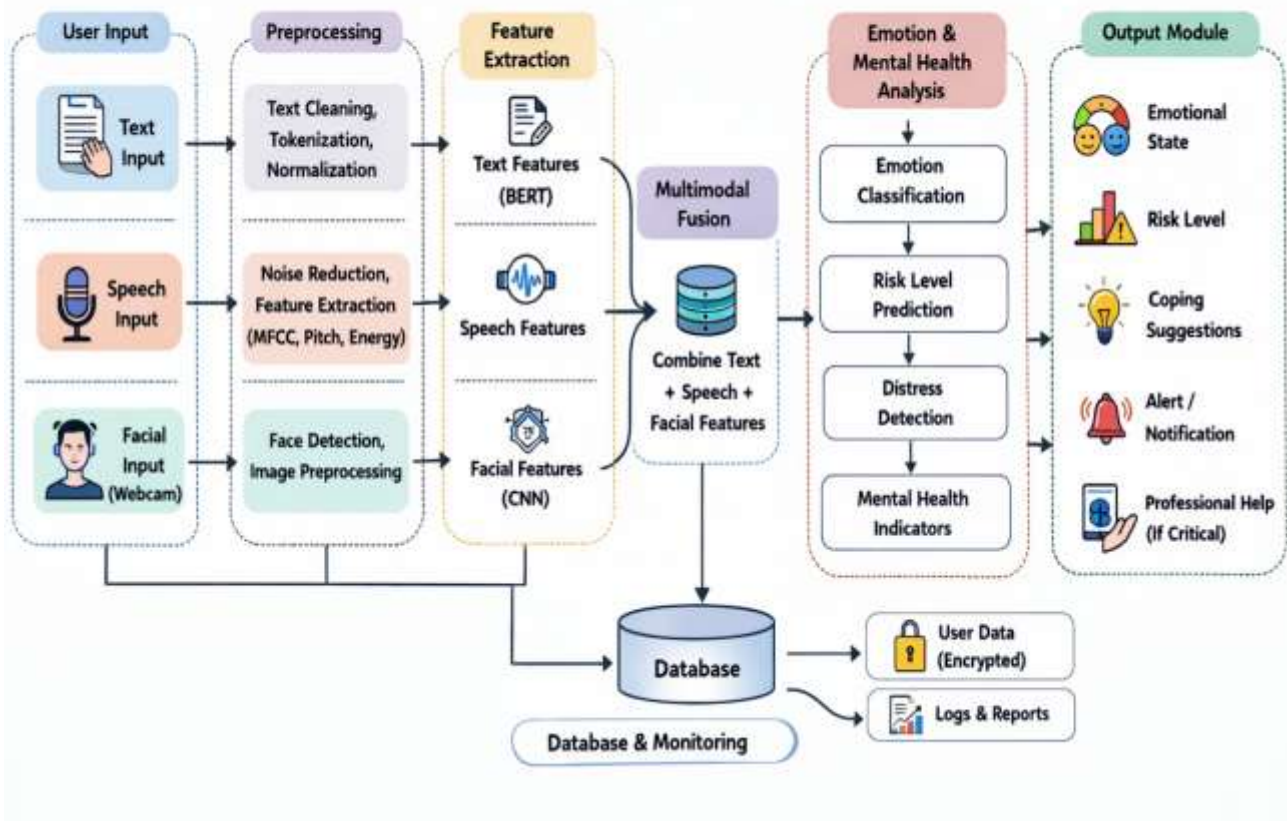 User Input
Text
Input
Speech
Input
Facial
Input
(Webcam)
Preprocessing
Text Cleaning,
Tokenization,
Normalization
Noise Reduction,
Feature Extraction
(MFCC, Pitch, Energy)
Face Detection,
Image Preprocessing
Feature
Extraction
Text Features
(BERT)
Speech Features
Facial Features
(CNN)
Multimodal
Fusion
Combine Text
+ Speech +
Facial Features
Emotion &
Mental Health
Analysis
Emotion
Classification
Risk Level
Prediction
Distress
Detection
Mental Health
Indicators
Output Module
Emotional
State
Risk Level
Coping
Suggestions
Alert /
Notification
Professional Help
(If Critical)
Database
User Data
(Encrypted)
Logs & Reports
Database & Monitoring